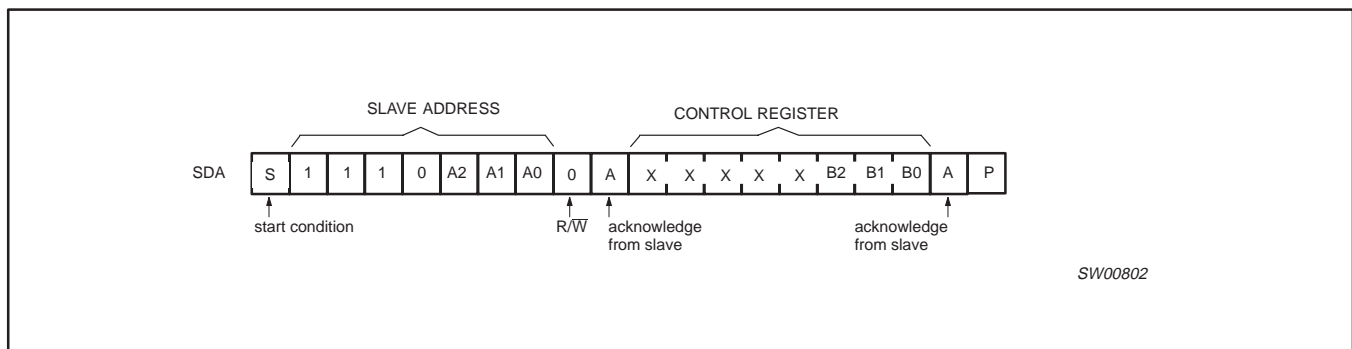 SLAVE ADDRESS CONTROL REGISTER
SDA S 1 1 1 0 A2 A1 A0 0 A X X X X X B2 B1 B0 A P
start condition R/W̅ acknowledge from slave acknowledge from slave
SW00802